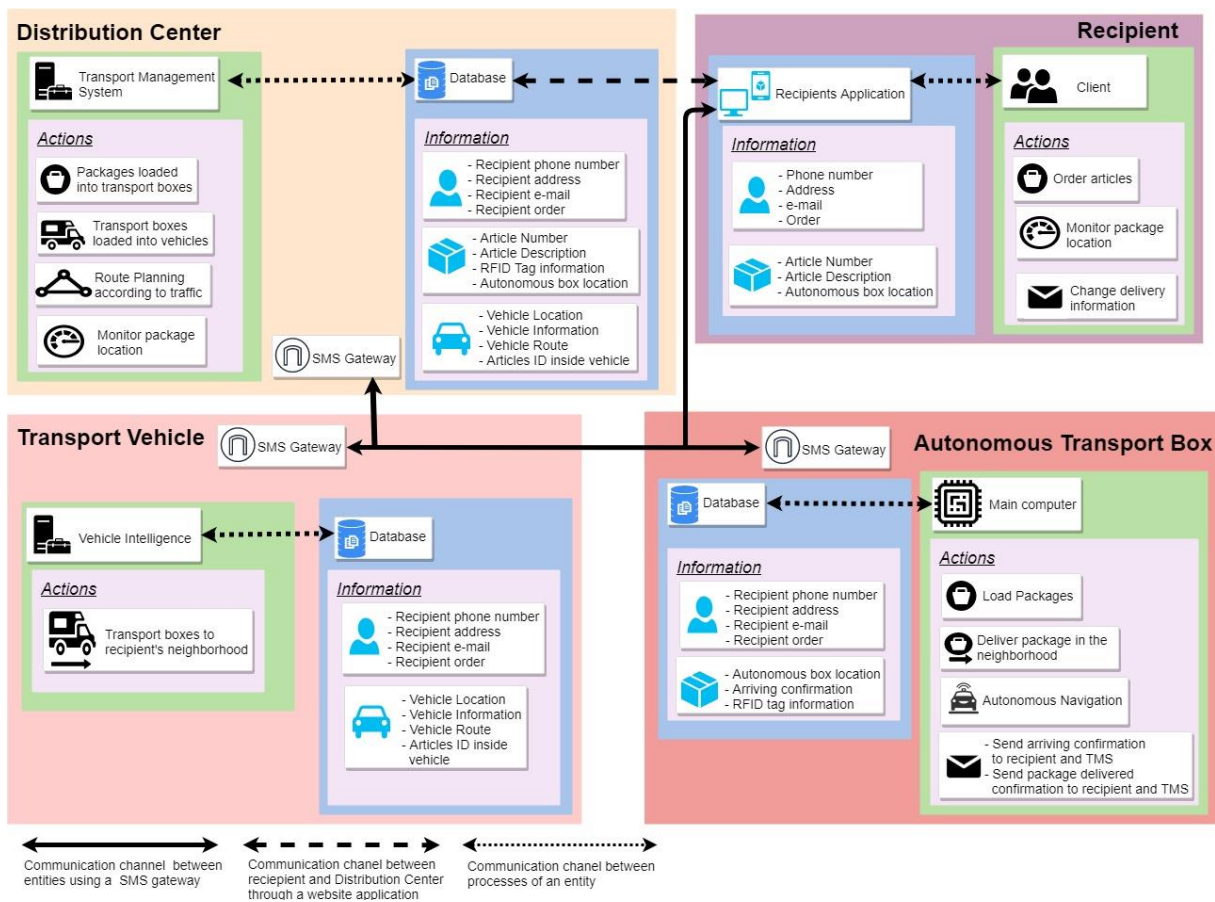 Distribution Center
Transport Management
System
Database
Actions
Packages loaded
into transport boxes
Transport boxes
loaded into vehicles
Route Planning
according to traffic
Monitor package
location
Information
- Recipient phone number
- Recipient address
- Recipient e-mail
- Recipient order
- Article Number
- Article Description
- RFID Tag information
- Autonomous box location
- Vehicle Location
- Vehicle Information
- Vehicle Route
- Articles ID inside vehicle
SMS Gateway
Recipient
Recipients Application
Client
Information
- Phone number
- Address
- e-mail
- Order
- Article Number
- Article Description
- Autonomous box location
Actions
Order articles
Monitor package
location
Change delivery
information
Transport Vehicle
SMS Gateway
Vehicle Intelligence
Database
Actions
Transport boxes to
recipient's neighborhood
Information
- Recipient phone number
- Recipient address
- Recipient e-mail
- Recipient order
- Vehicle Location
- Vehicle Information
- Vehicle Route
- Articles ID inside
vehicle
Autonomous Transport Box
SMS Gateway
Database
Main computer
Information
- Recipient phone number
- Recipient address
- Recipient e-mail
- Recipient order
- Autonomous box location
- Arriving confirmation
- RFID tag information
Actions
Load Packages
Deliver package in the
neighborhood
Autonomous Navigation
- Send arriving confirmation
to recipient and TMS
- Send package delivered
confirmation to recipient and TMS
Communication channel between
entities using a SMS gateway
Communication chanel between
reciepient and Distribution Center
through a website application
Communication chanel between
processes of an entity